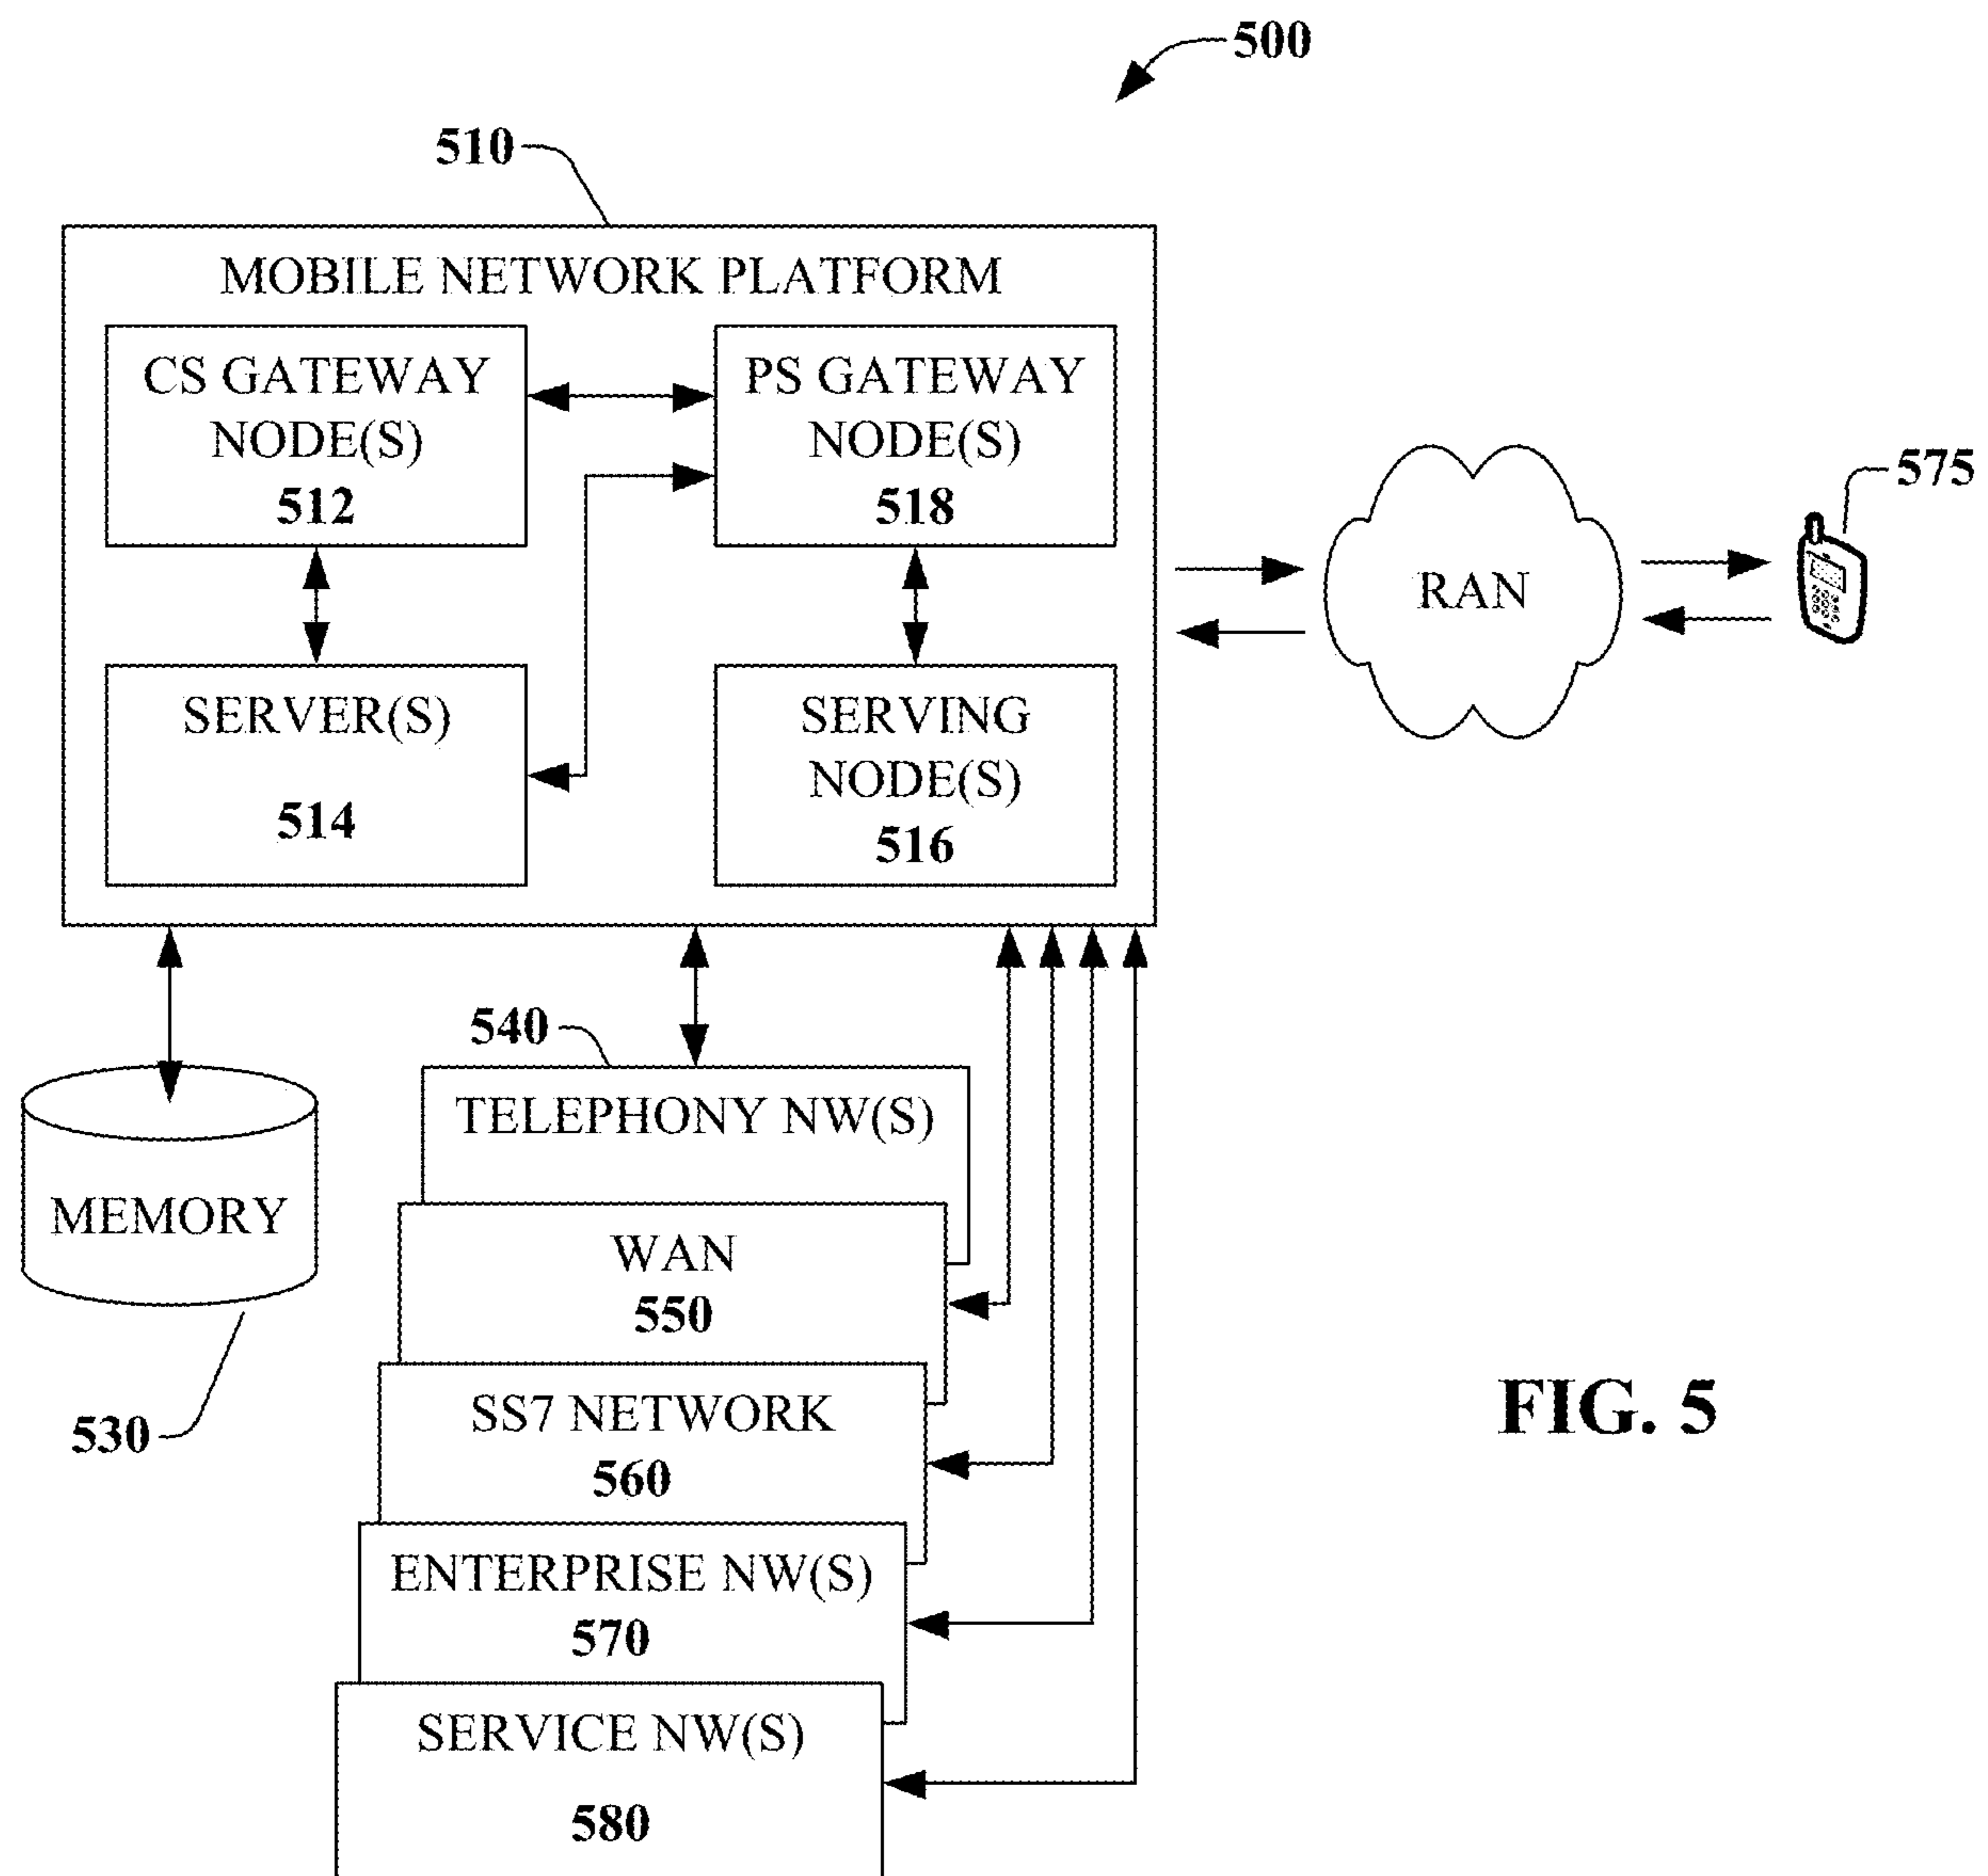 500
510
MOBILE NETWORK PLATFORM
CS GATEWAY
NODE(S)
512
PS GATEWAY
NODE(S)
518
SERVER(S)
514
SERVING
NODE(S)
516
RAN
575
540
TELEPHONY NW(S)
MEMORY
530
WAN
550
SS7 NETWORK
560
ENTERPRISE NW(S)
570
SERVICE NW(S)
580
FIG. 5